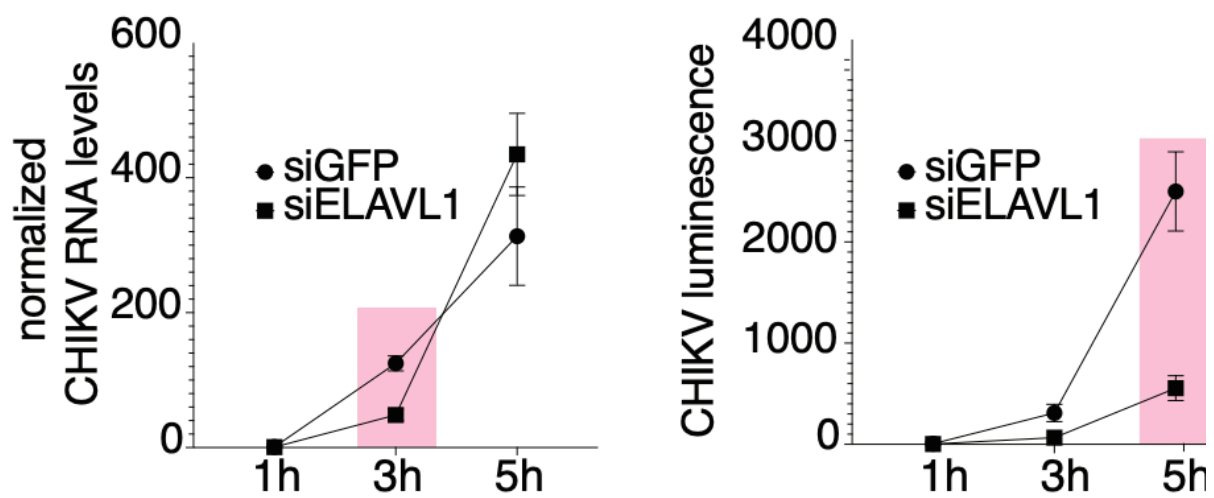 normalized
CHIKV RNA levels
600
400
200
0
siGFP
siELAVL1
1h 3h 5h
CHIKV luminescence
4000
3000
2000
1000
0
siGFP
siELAVL1
1h 3h 5h